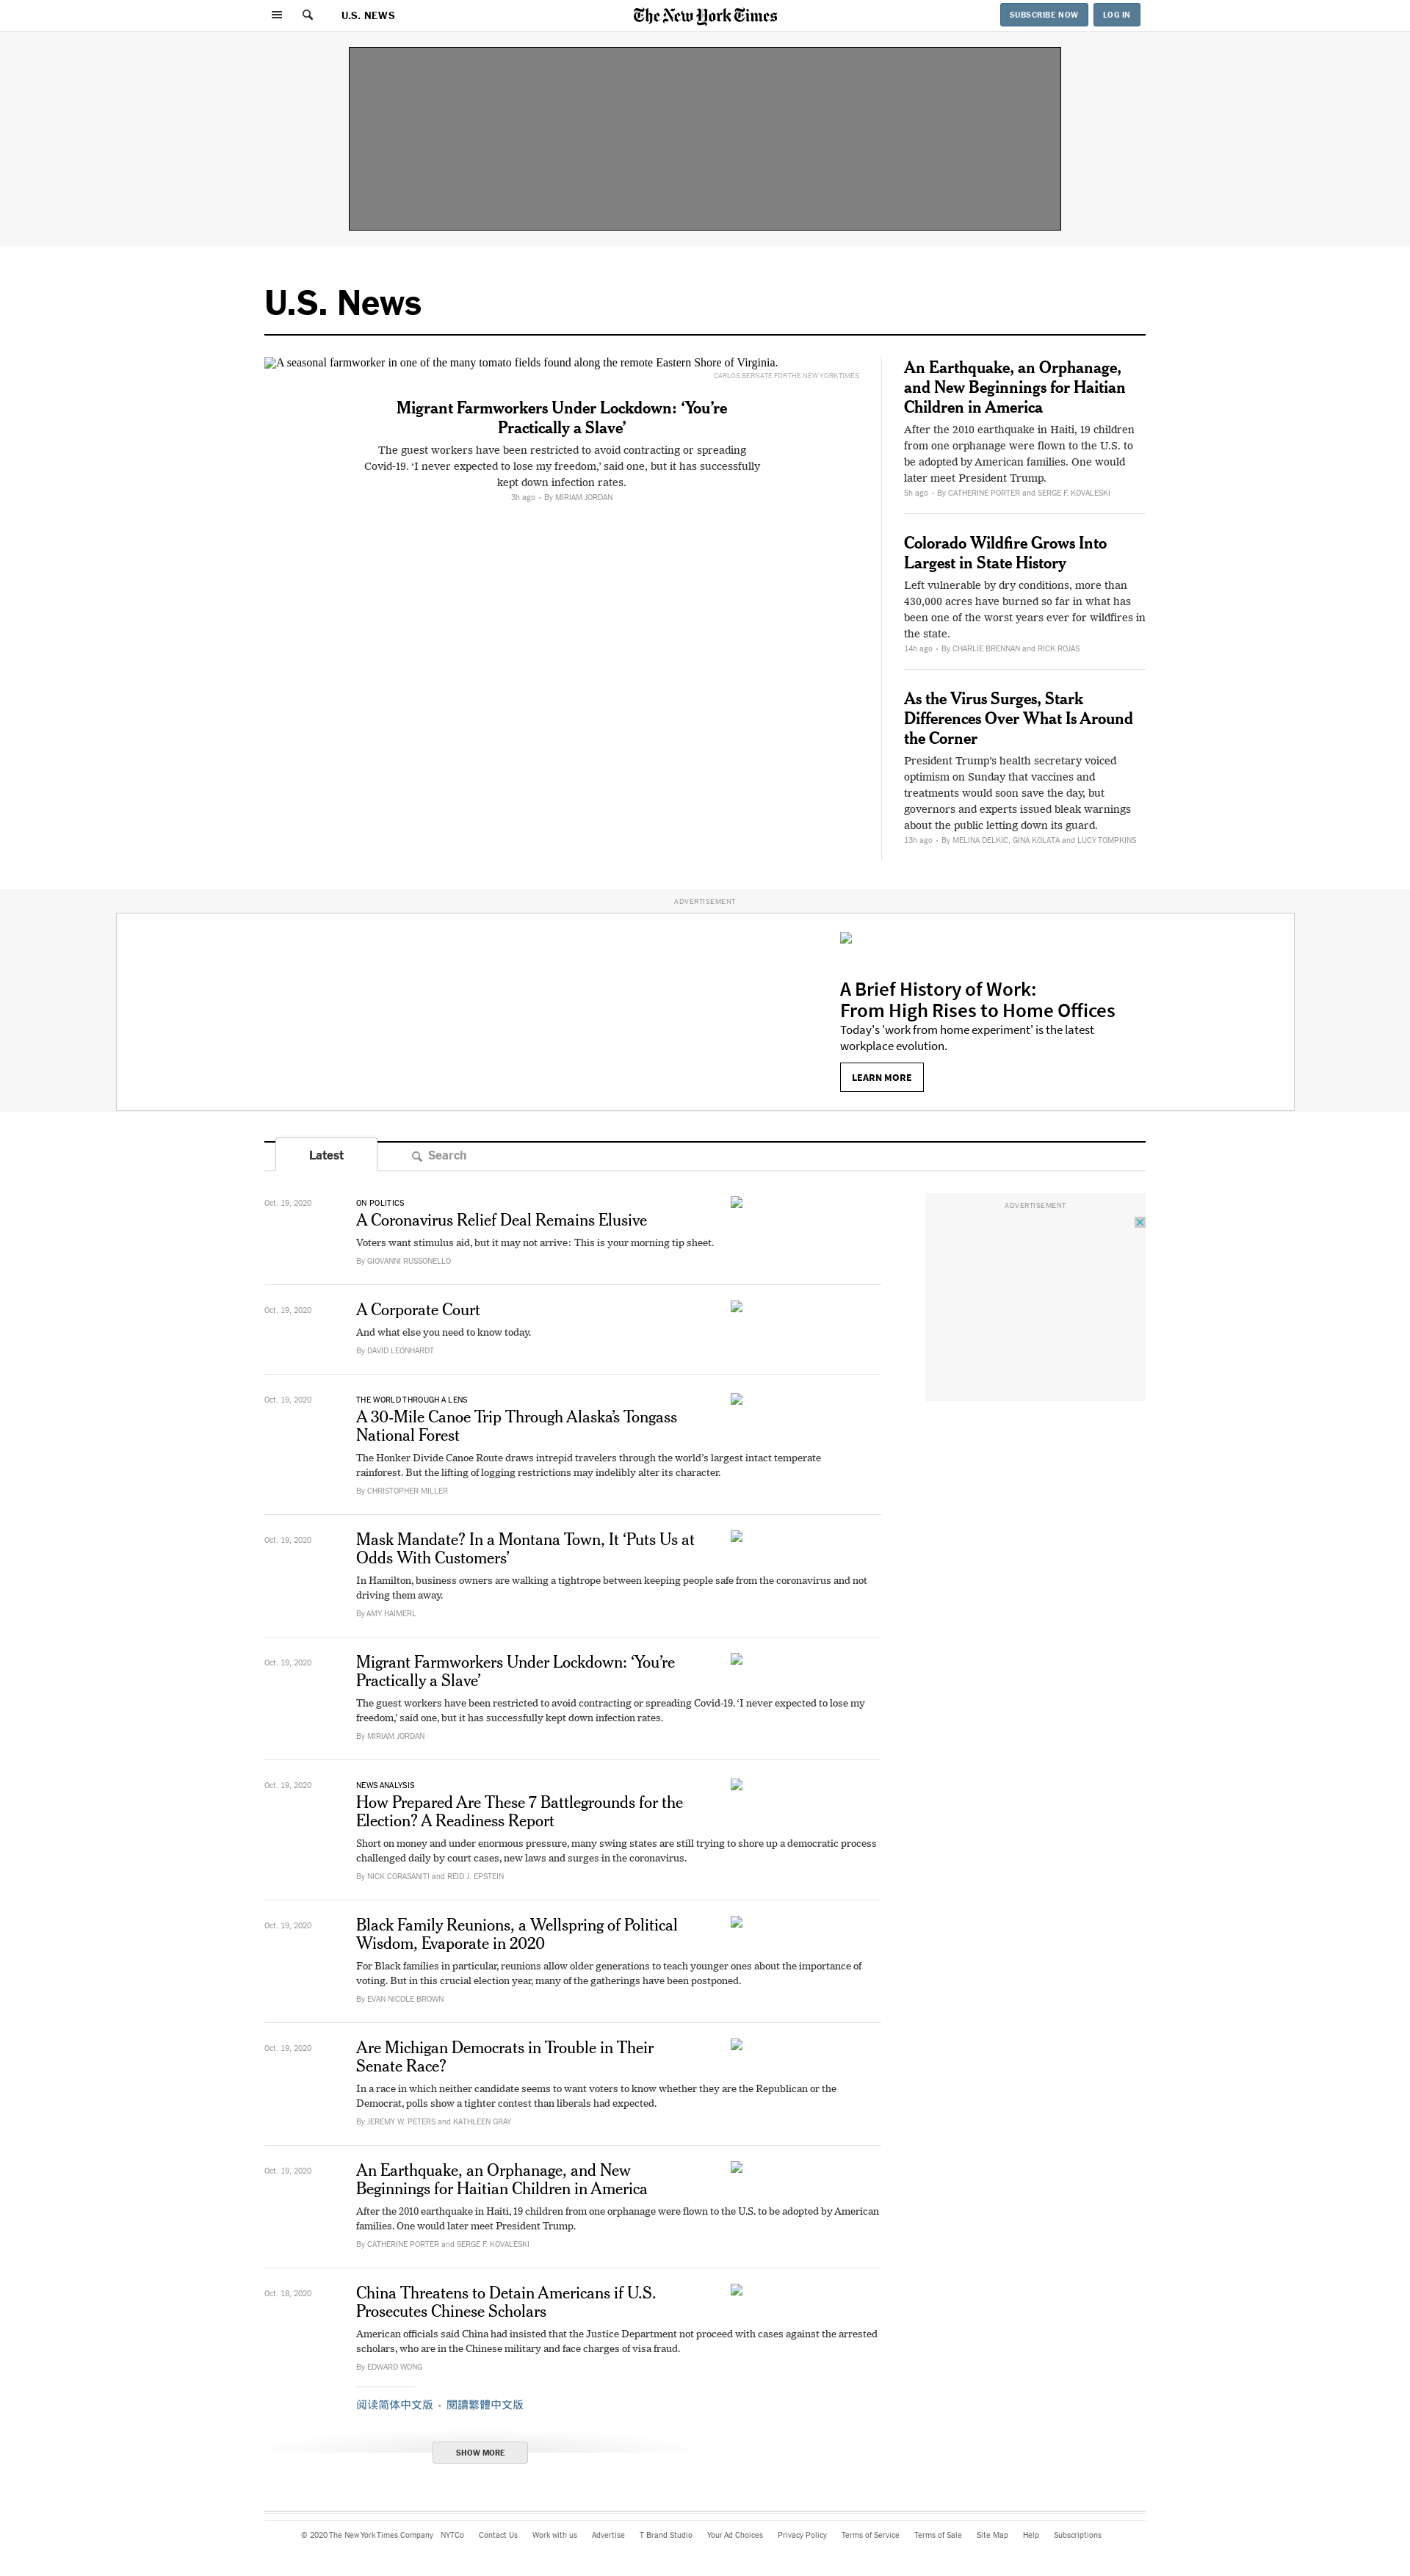 U.S. NEWS
The New York Times
SUBSCRIBE NOW
LOG IN
U.S. News
A seasonal farmworker in one of the many tomato fields found along the remote Eastern Shore of Virginia.
CARLOS BERNATE FOR THE NEW YORK TIMES
Migrant Farmworkers Under Lockdown: ‘You’re
Practically a Slave’
The guest workers have been restricted to avoid contracting or spreading
Covid-19. ‘I never expected to lose my freedom,’ said one, but it has successfully
kept down infection rates.
3h ago • By MIRIAM JORDAN
An Earthquake, an Orphanage,
and New Beginnings for Haitian
Children in America
After the 2010 earthquake in Haiti, 19 children
from one orphanage were flown to the U.S. to
be adopted by American families. One would
later meet President Trump.
5h ago • By CATHERINE PORTER and SERGE F. KOVALESKI
Colorado Wildfire Grows Into
Largest in State History
Left vulnerable by dry conditions, more than
430,000 acres have burned so far in what has
been one of the worst years ever for wildfires in
the state.
14h ago • By CHARLIE BRENNAN and RICK ROJAS
As the Virus Surges, Stark
Differences Over What Is Around
the Corner
President Trump’s health secretary voiced
optimism on Sunday that vaccines and
treatments would soon save the day, but
governors and experts issued bleak warnings
about the public letting down its guard.
13h ago • By MELINA DELKIC, GINA KOLATA and LUCY TOMPKINS
ADVERTISEMENT
A Brief History of Work:
From High Rises to Home Offices
Today's 'work from home experiment' is the latest
workplace evolution.
LEARN MORE
Latest
Search
ADVERTISEMENT
Oct. 19, 2020
ON POLITICS
A Coronavirus Relief Deal Remains Elusive
Voters want stimulus aid, but it may not arrive: This is your morning tip sheet.
By GIOVANNI RUSSONELLO
Oct. 19, 2020
A Corporate Court
And what else you need to know today.
By DAVID LEONHARDT
Oct. 19, 2020
THE WORLD THROUGH A LENS
A 30-Mile Canoe Trip Through Alaska’s Tongass
National Forest
The Honker Divide Canoe Route draws intrepid travelers through the world’s largest intact temperate
rainforest. But the lifting of logging restrictions may indelibly alter its character.
By CHRISTOPHER MILLER
Oct. 19, 2020
Mask Mandate? In a Montana Town, It ‘Puts Us at
Odds With Customers’
In Hamilton, business owners are walking a tightrope between keeping people safe from the coronavirus and not
driving them away.
By AMY HAIMERL
Oct. 19, 2020
Migrant Farmworkers Under Lockdown: ‘You’re
Practically a Slave’
The guest workers have been restricted to avoid contracting or spreading Covid-19. ‘I never expected to lose my
freedom,’ said one, but it has successfully kept down infection rates.
By MIRIAM JORDAN
Oct. 19, 2020
NEWS ANALYSIS
How Prepared Are These 7 Battlegrounds for the
Election? A Readiness Report
Short on money and under enormous pressure, many swing states are still trying to shore up a democratic process
challenged daily by court cases, new laws and surges in the coronavirus.
By NICK CORASANITI and REID J. EPSTEIN
Oct. 19, 2020
Black Family Reunions, a Wellspring of Political
Wisdom, Evaporate in 2020
For Black families in particular, reunions allow older generations to teach younger ones about the importance of
voting. But in this crucial election year, many of the gatherings have been postponed.
By EVAN NICOLE BROWN
Oct. 19, 2020
Are Michigan Democrats in Trouble in Their
Senate Race?
In a race in which neither candidate seems to want voters to know whether they are the Republican or the
Democrat, polls show a tighter contest than liberals had expected.
By JEREMY W. PETERS and KATHLEEN GRAY
Oct. 19, 2020
An Earthquake, an Orphanage, and New
Beginnings for Haitian Children in America
After the 2010 earthquake in Haiti, 19 children from one orphanage were flown to the U.S. to be adopted by American
families. One would later meet President Trump.
By CATHERINE PORTER and SERGE F. KOVALESKI
Oct. 18, 2020
China Threatens to Detain Americans if U.S.
Prosecutes Chinese Scholars
American officials said China had insisted that the Justice Department not proceed with cases against the arrested
scholars, who are in the Chinese military and face charges of visa fraud.
By EDWARD WONG
阅读简体中文版 • 閱讀繁體中文版
SHOW MORE
© 2020 The New York Times Company NYTCo Contact Us Work with us Advertise T Brand Studio Your Ad Choices Privacy Policy Terms of Service Terms of Sale Site Map Help Subscriptions